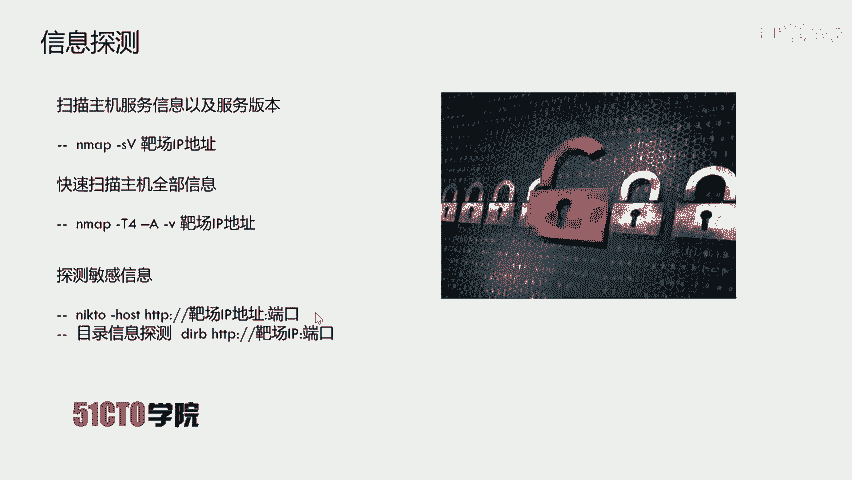 信息探测
扫描主机服务信息以及服务版本
-- nmap -sV 靶场IP地址
快速扫描主机全部信息
-- nmap -T4 –A -v 靶场IP地址
探测敏感信息
-- nikto -host http://靶场IP地址:端口
-- 目录信息探测 dirb http://靶场IP:端口
51CTO学院